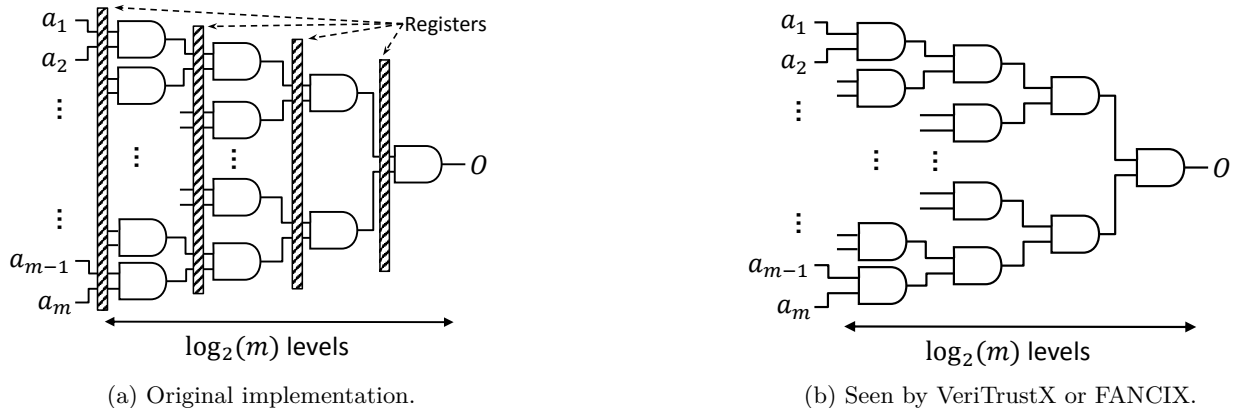 a₁
a₂
⋮
⋮
⋮
⋮
aₘ₋₁
aₘ
Registers
O
log₂(m) levels
(a) Original implementation.
a₁
a₂
⋮
⋮
⋮
⋮
aₘ₋₁
aₘ
O
log₂(m) levels
(b) Seen by VeriTrustX or FANCIX.